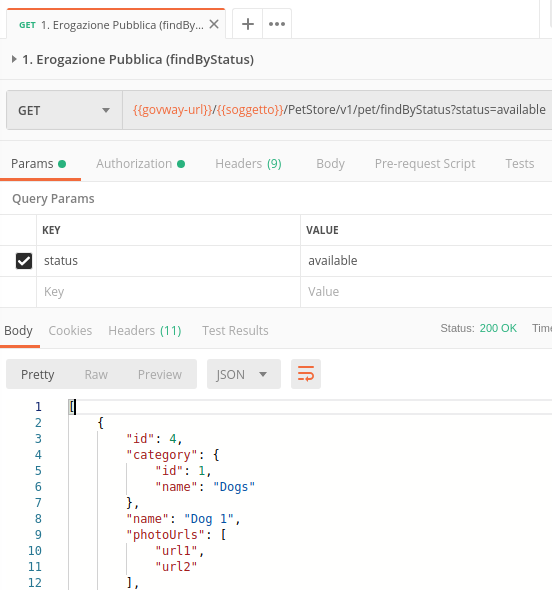 GET 1. Erogazione Pubblica (findBy...
1. Erogazione Pubblica (findByStatus)
GET {{govway-url}}/{{soggetto}}/PetStore/v1/pet/findByStatus?status=available
Params Authorization Headers (9) Body Pre-request Script Tests
Query Params
KEY VALUE
status available
Key Value
Body Cookies Headers (11) Test Results Status: 200 OK Time
Pretty Raw Preview JSON
1 [
2 {
3 "id": 4,
4 "category": {
5 "id": 1,
6 "name": "Dogs"
7 },
8 "name": "Dog 1",
9 "photoUrls": [
10 "url1",
11 "url2"
12 ],